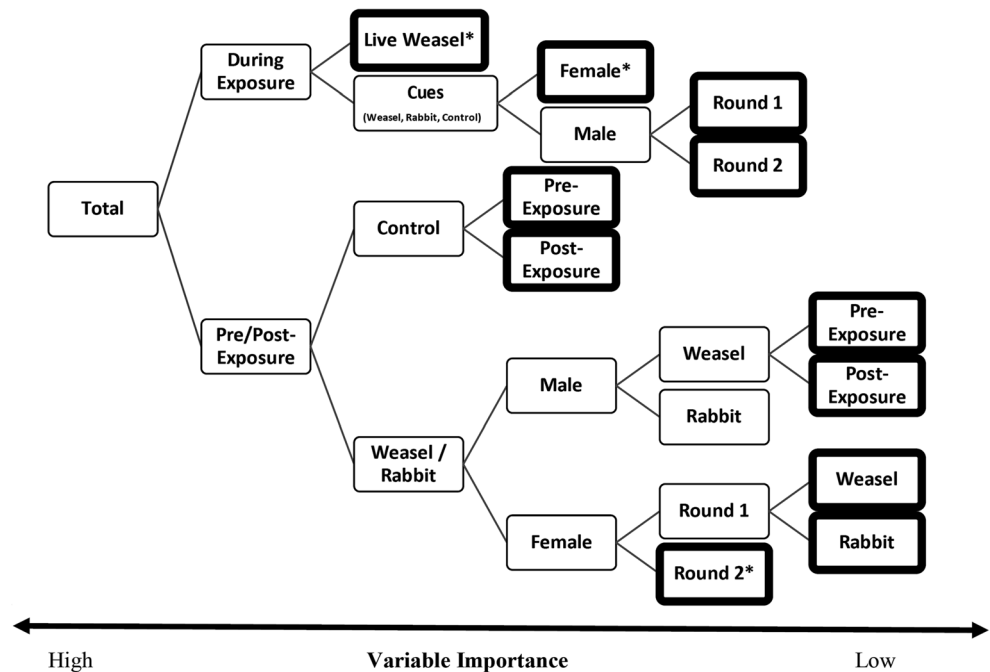 Live Weasel*
During
Exposure
Female*
Cues
(Weasel, Rabbit, Control)
Round 1
Male
Round 2
Total
Pre-
Exposure
Control
Post-
Exposure
Pre/Post-
Exposure
Pre-
Exposure
Weasel
Male
Post-
Exposure
Rabbit
Weasel /
Rabbit
Weasel
Round 1
Female
Rabbit
Round 2*
High Variable Importance Low